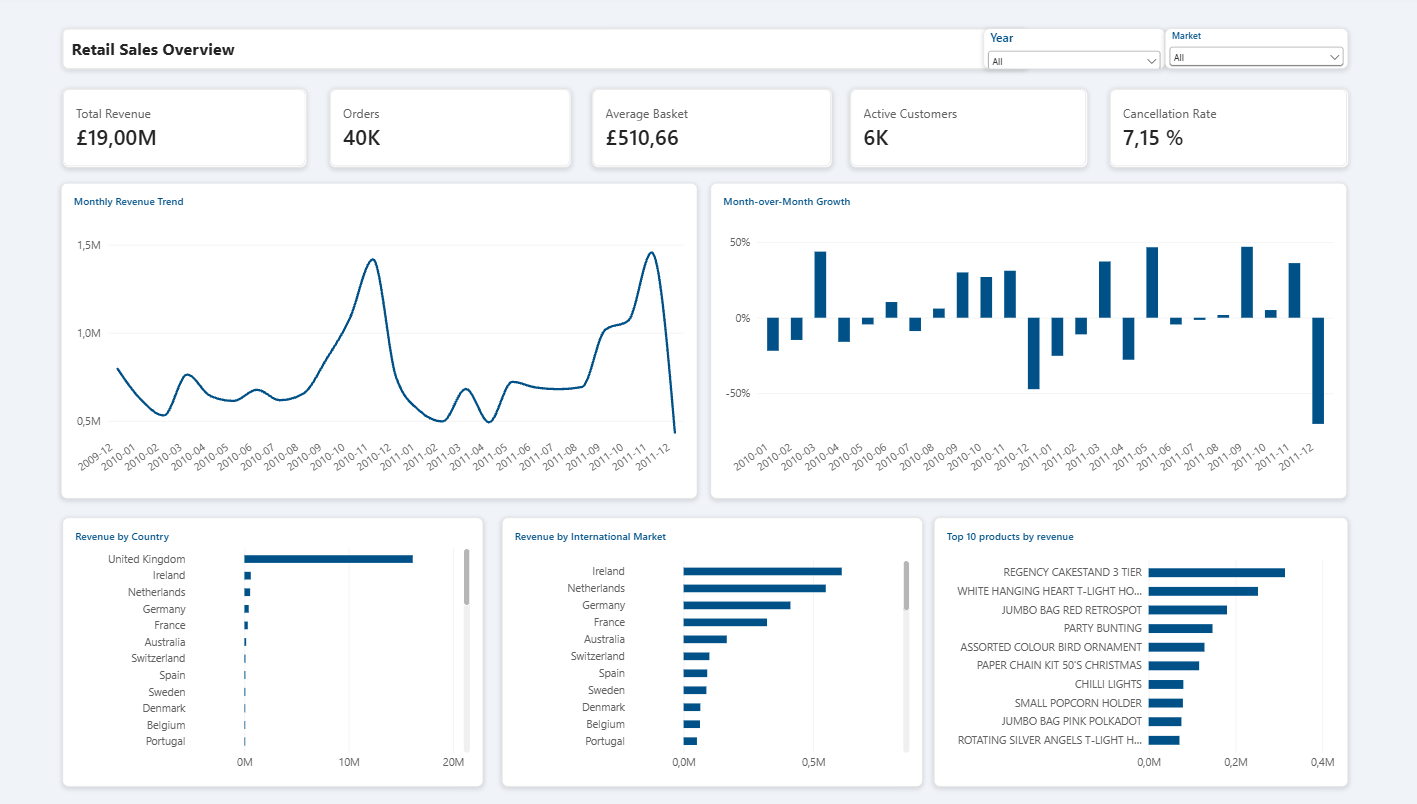 Retail Sales Overview
Year
All
Market
All
Total Revenue
£19,00M
Orders
40K
Average Basket
£510,66
Active Customers
6K
Cancellation Rate
7,15 %
Monthly Revenue Trend
1,5M
1,0M
0,5M
2009-12 2010-01 2010-02 2010-03 2010-04 2010-05 2010-06 2010-07 2010-08 2010-09 2010-10 2010-11 2010-12 2011-01 2011-02 2011-03 2011-04 2011-05 2011-06 2011-07 2011-08 2011-09 2011-10 2011-11 2011-12
Month-over-Month Growth
50%
0%
-50%
2010-01 2010-02 2010-03 2010-04 2010-05 2010-06 2010-07 2010-08 2010-09 2010-10 2010-11 2010-12 2011-01 2011-02 2011-03 2011-04 2011-05 2011-06 2011-07 2011-08 2011-09 2011-10 2011-11 2011-12
Revenue by Country
United Kingdom
Ireland
Netherlands
Germany
France
Australia
Switzerland
Spain
Sweden
Denmark
Belgium
Portugal
0M 10M 20M
Revenue by International Market
Ireland
Netherlands
Germany
France
Australia
Switzerland
Spain
Sweden
Denmark
Belgium
Portugal
0,0M 0,5M
Top 10 products by revenue
REGENCY CAKESTAND 3 TIER
WHITE HANGING HEART T-LIGHT HO...
JUMBO BAG RED RETROSPOT
PARTY BUNTING
ASSORTED COLOUR BIRD ORNAMENT
PAPER CHAIN KIT 50'S CHRISTMAS
CHILLI LIGHTS
SMALL POPCORN HOLDER
JUMBO BAG PINK POLKADOT
ROTATING SILVER ANGELS T-LIGHT H...
0,0M 0,2M 0,4M